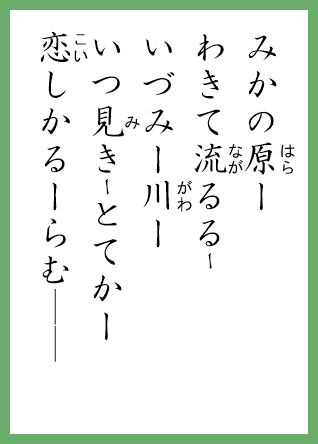 みかの原ー
わきて流るる～
いづみー川ー
いつ見き～とてかー
恋しかるーらむ――
はら
なが
がわ
み
こい